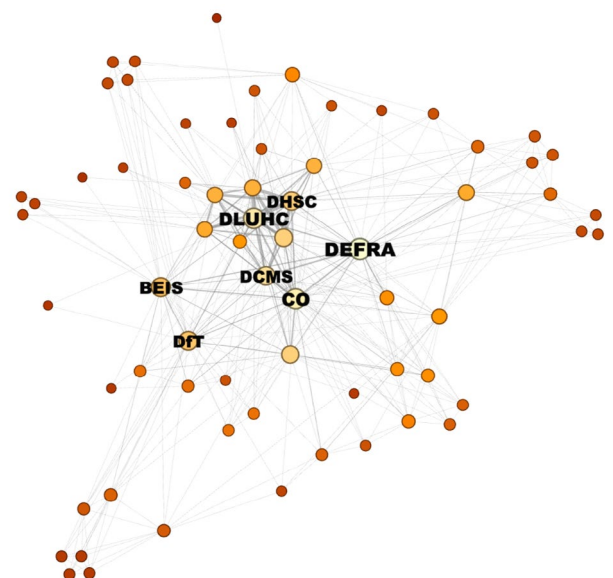 DHSC
DLUHC
DEFRA
DCMS
BEIS
CO
DfT